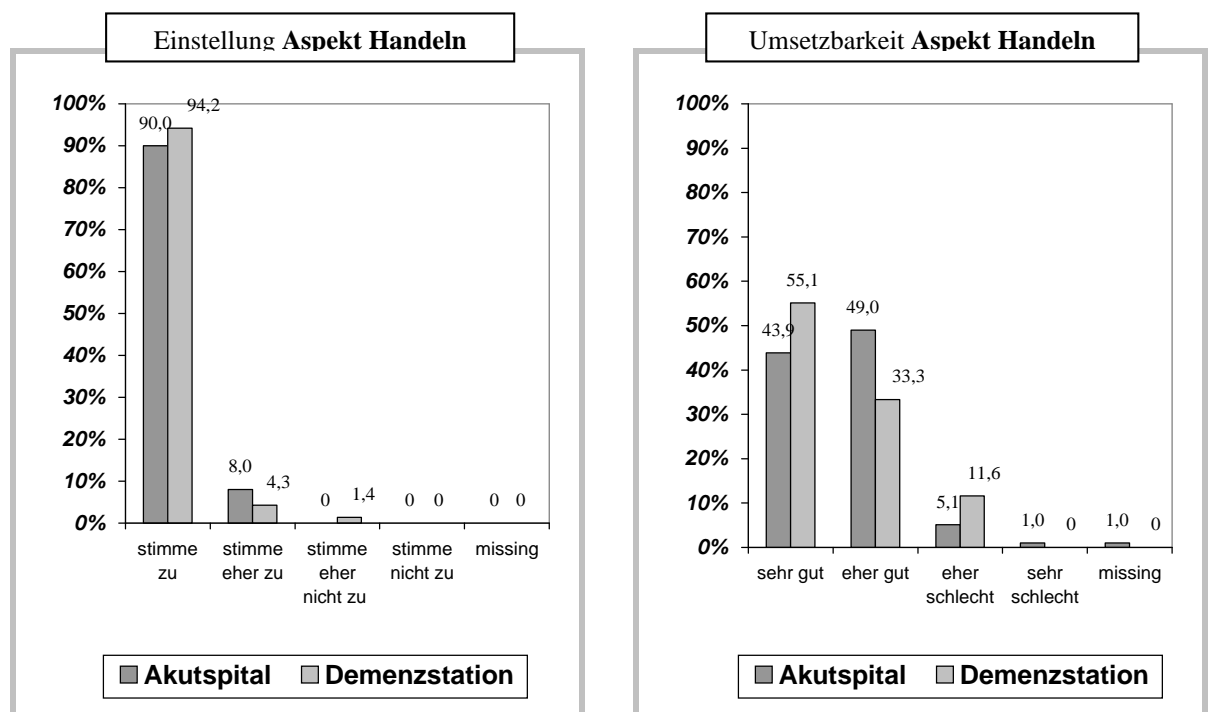 Einstellung Aspekt Handeln
100%
90%
80%
70%
60%
50%
40%
30%
20%
10%
0%
90,0
94,2
8,0
4,3
0
1,4
0
0
0
0
stimme zu
stimme eher zu
stimme eher nicht zu
stimme nicht zu
missing
Akutspital
Demenzstation
Umsetzbarkeit Aspekt Handeln
100%
90%
80%
70%
60%
50%
40%
30%
20%
10%
0%
43,9
55,1
49,0
33,3
5,1
11,6
1,0
0
1,0
0
sehr gut
eher gut
eher schlecht
sehr schlecht
missing
Akutspital
Demenzstation